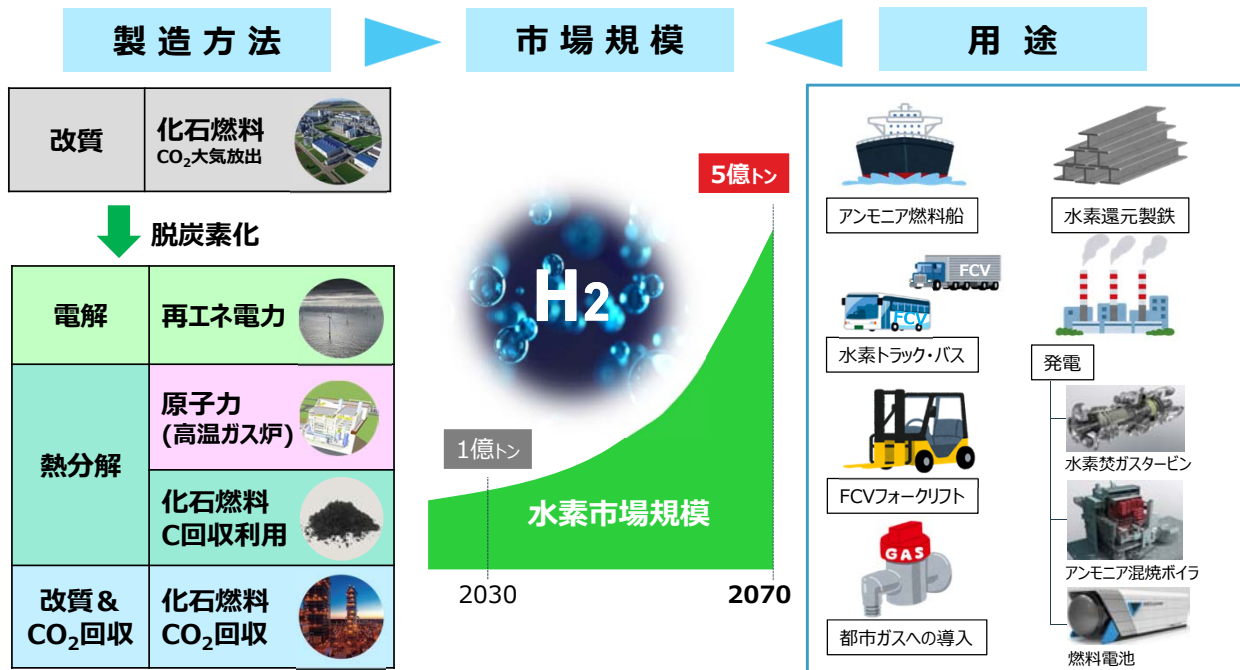 製造方法
市場規模
用途
改質
化石燃料
CO₂大気放出
脱炭素化
電解
再エネ電力
熱分解
原子力
(高温ガス炉)
化石燃料
C回収利用
改質&
CO₂回収
化石燃料
CO₂回収
H2
5億トン
1億トン
水素市場規模
2030
2070
アンモニア燃料船
水素還元製鉄
FCV
FCV
水素トラック・バス
発電
水素焚ガスタービン
FCVフォークリフト
アンモニア混焼ボイラ
GAS
都市ガスへの導入
燃料電池